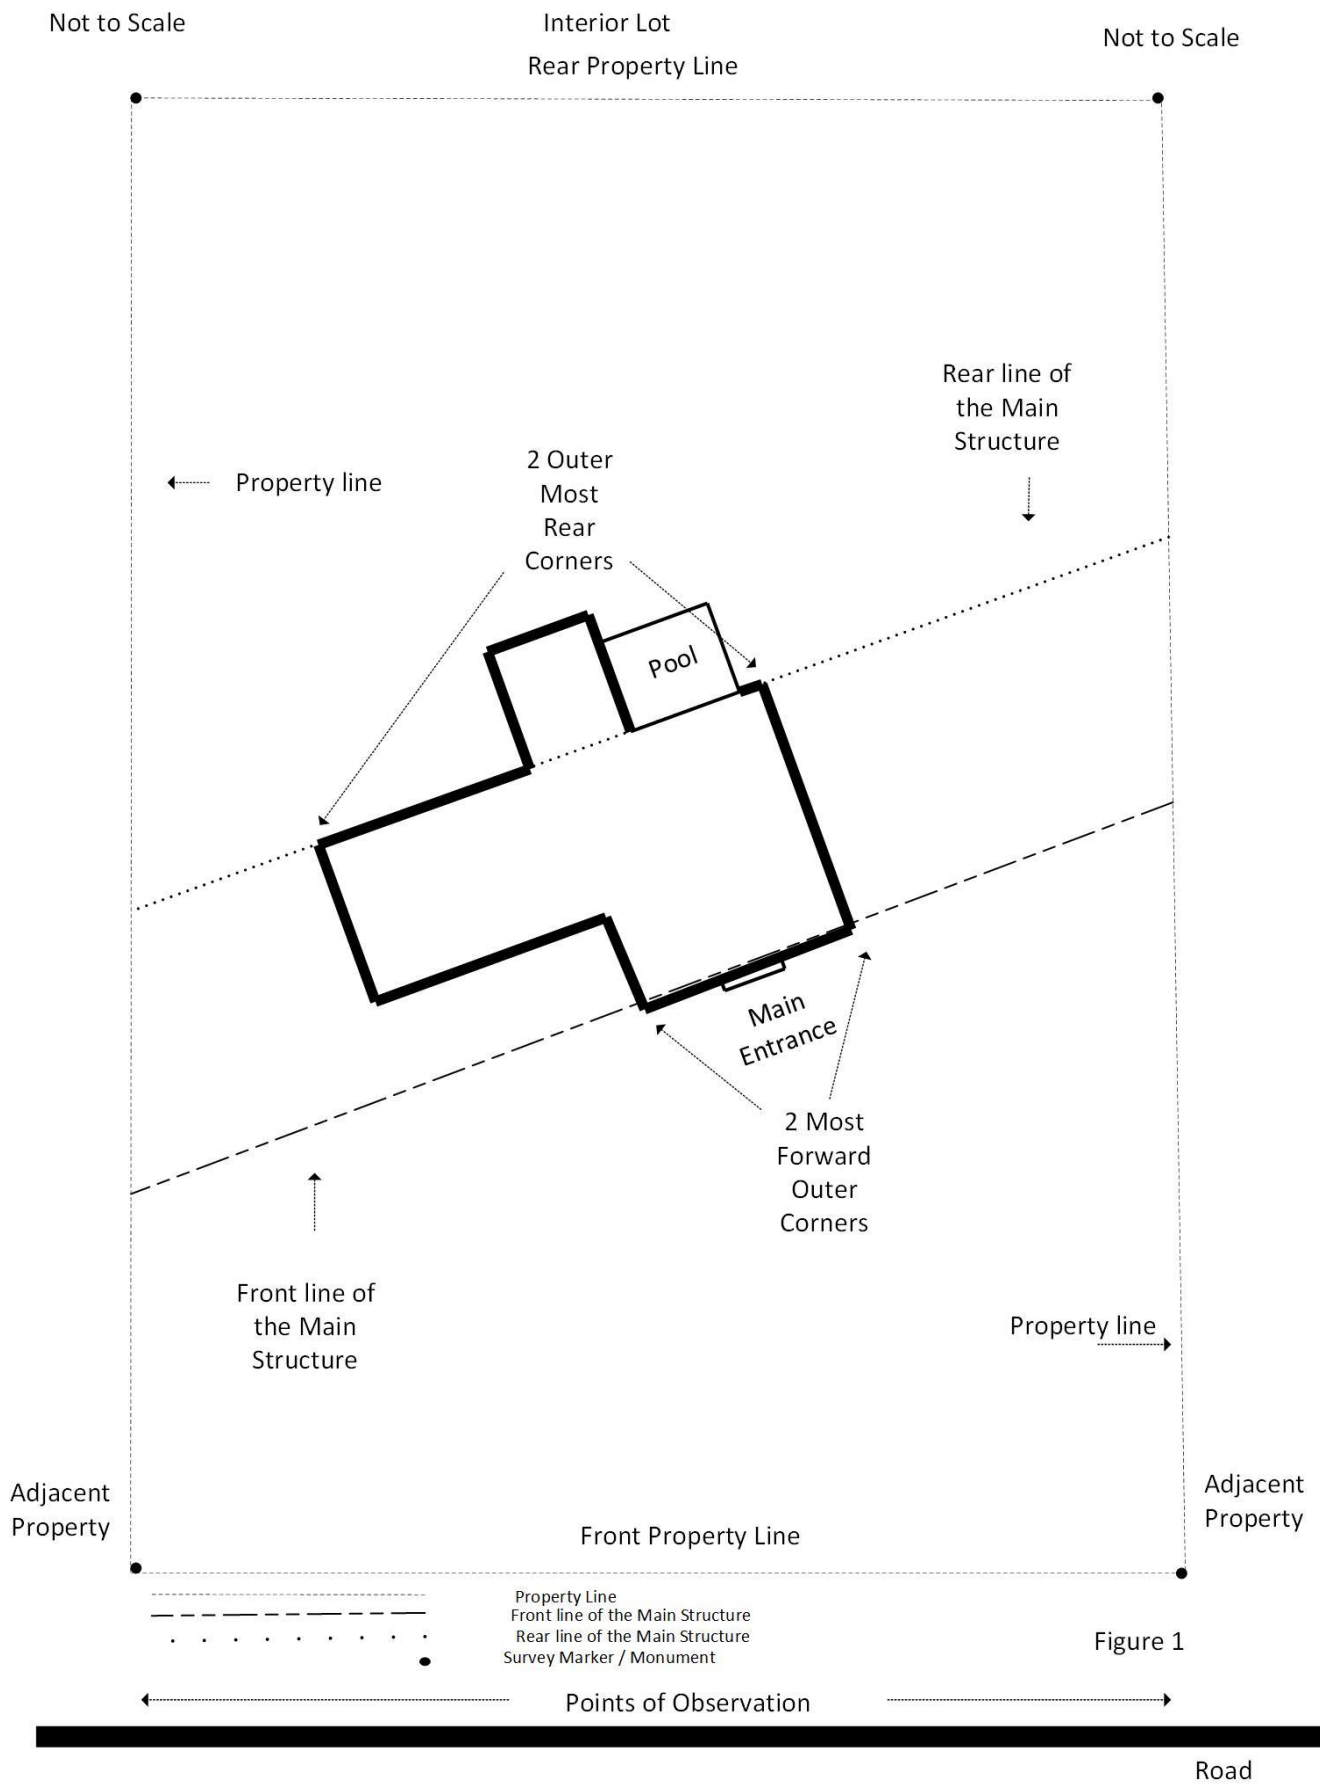 Not to Scale
Interior Lot
Not to Scale
Rear Property Line
Rear line of
the Main
Structure
2 Outer
Most
Rear
Corners
Property line
Pool
Main
Entrance
2 Most
Forward
Outer
Corners
Front line of
the Main
Structure
Property line
Adjacent
Property
Adjacent
Property
Front Property Line
Property Line
Front line of the Main Structure
Rear line of the Main Structure
Survey Marker / Monument
Figure 1
Points of Observation
Road